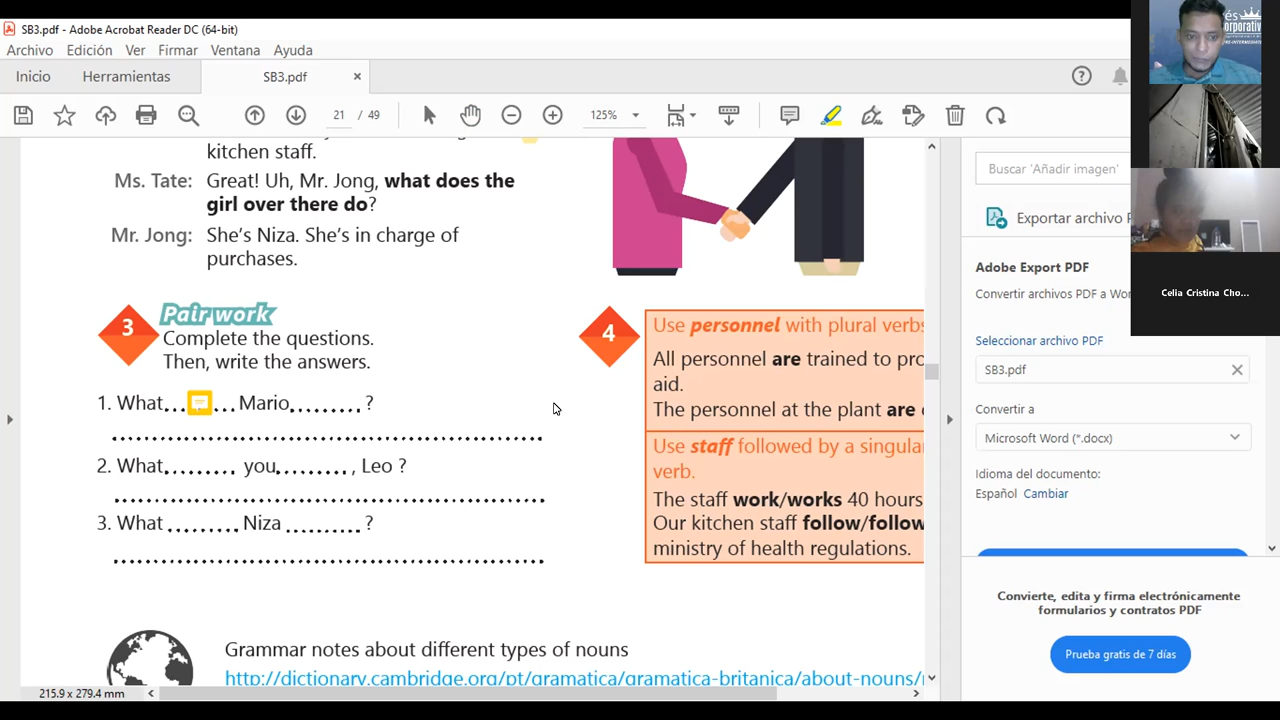 SB3.pdf - Adobe Acrobat Reader DC (64-bit)
Archivo Edición Ver Firmar Ventana Ayuda
Inicio Herramientas SB3.pdf
21 / 49 125%
kitchen staff.
Ms. Tate: Great! Uh, Mr. Jong, what does the
girl over there do?
Mr. Jong: She's Niza. She's in charge of
purchases.
3 Pair work
Complete the questions.
Then, write the answers.
1. What......... Mario......... ?
2. What......... you........., Leo ?
3. What ......... Niza ......... ?
4
Use personnel with plural verbs
All personnel are trained to pro
aid.
The personnel at the plant are
Use staff followed by a singular
verb.
The staff work/works 40 hours
Our kitchen staff follow/follow
ministry of health regulations.
Grammar notes about different types of nouns
http://dictionary.cambridge.org/pt/gramatica/gramatica-britanica/about-nouns/
215.9 x 279.4 mm
Buscar 'Añadir imagen'
Exportar archivo P
Adobe Export PDF
Convertir archivos PDF a Wor
Seleccionar archivo PDF
SB3.pdf
Convertir a
Microsoft Word (*.docx)
Idioma del documento:
Español Cambiar
Convierte, edita y firma electrónicamente
formularios y contratos PDF
Prueba gratis de 7 días
és
orporativ
Celia Cristina Cho...